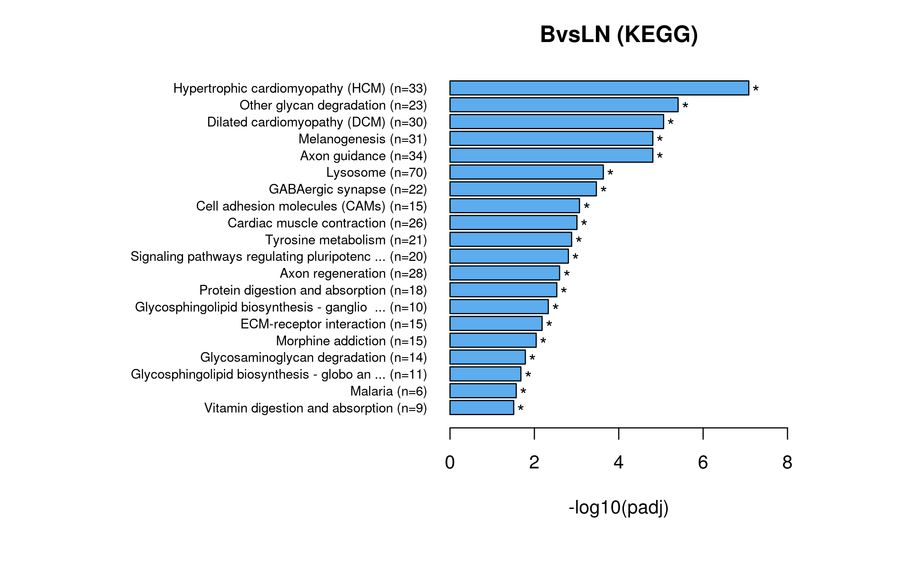 BvsLN (KEGG)
Hypertrophic cardiomyopathy (HCM) (n=33)
*
Other glycan degradation (n=23)
*
Dilated cardiomyopathy (DCM) (n=30)
*
Melanogenesis (n=31)
*
Axon guidance (n=34)
*
Lysosome (n=70)
*
GABAergic synapse (n=22)
*
Cell adhesion molecules (CAMs) (n=15)
*
Cardiac muscle contraction (n=26)
*
Tyrosine metabolism (n=21)
*
Signaling pathways regulating pluripotenc ... (n=20)
*
Axon regeneration (n=28)
*
Protein digestion and absorption (n=18)
*
Glycosphingolipid biosynthesis - ganglio ... (n=10)
*
ECM-receptor interaction (n=15)
*
Morphine addiction (n=15)
*
Glycosaminoglycan degradation (n=14)
*
Glycosphingolipid biosynthesis - globo an ... (n=11)
*
Malaria (n=6)
*
Vitamin digestion and absorption (n=9)
*
0 2 4 6 8
-log10(padj)